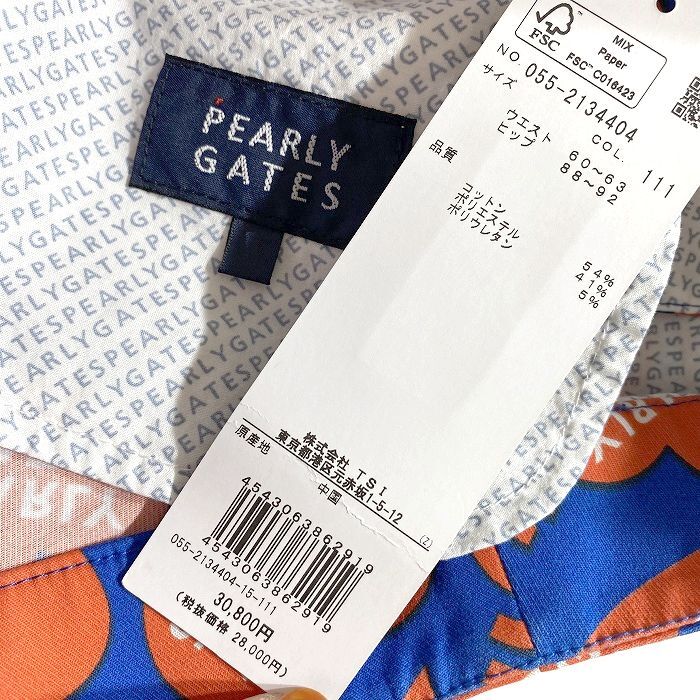 PEARLY
GATES
FSC
MIX
Paper
FSC™ C016423
NO. 055-2134404
サイズ COL. 111
ウエスト 60~63
ヒップ 88~92
品質
コットン 54%
ポリエステル 41%
ポリウレタン 5%
株式会社 TSI
東京都港区元赤坂1-5-12
原産地 中国 (Z)
4543063862919
4543063862919
055-2134404-15-111
30,800円
(税抜価格 28,000円)